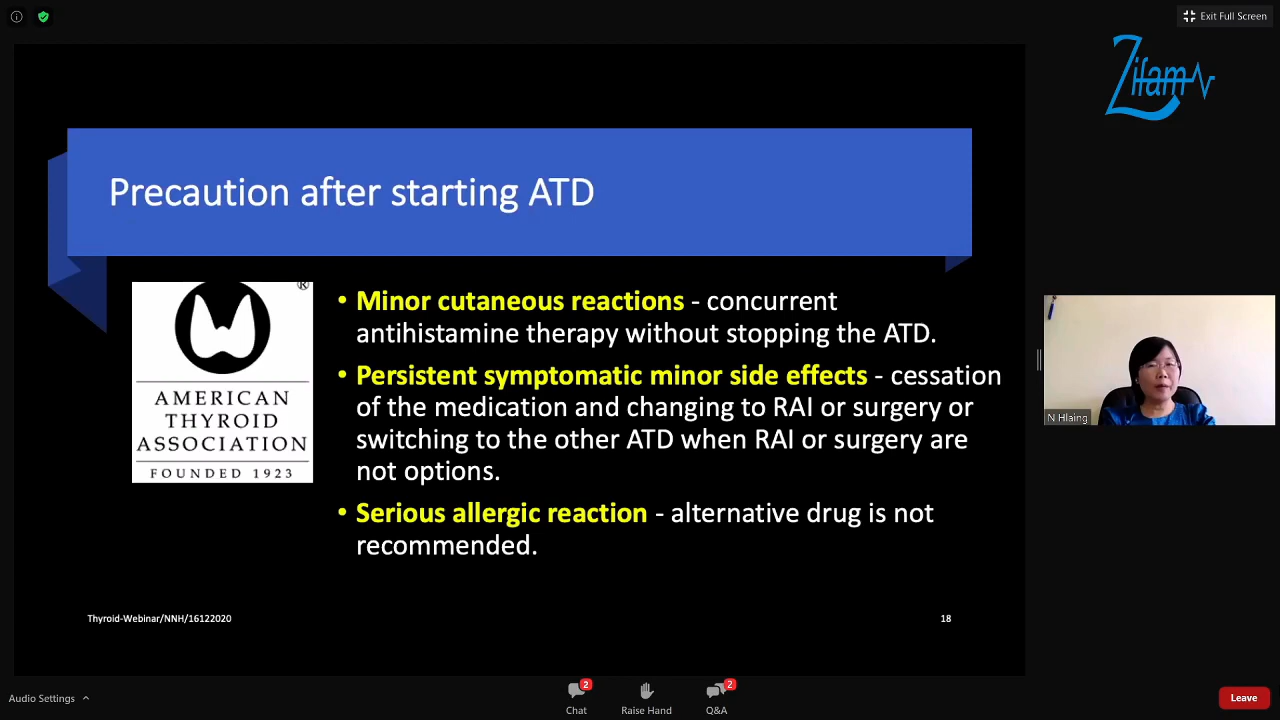 Exit Full Screen
Zifam
Precaution after starting ATD
®
AMERICAN
THYROID
ASSOCIATION
FOUNDED 1923
• Minor cutaneous reactions - concurrent
antihistamine therapy without stopping the ATD.
• Persistent symptomatic minor side effects - cessation
of the medication and changing to RAI or surgery or
switching to the other ATD when RAI or surgery are
not options.
• Serious allergic reaction - alternative drug is not
recommended.
N Hlaing
Thyroid-Webinar/NNH/16122020
18
Audio Settings
2
Chat
Raise Hand
2
Q&A
Leave